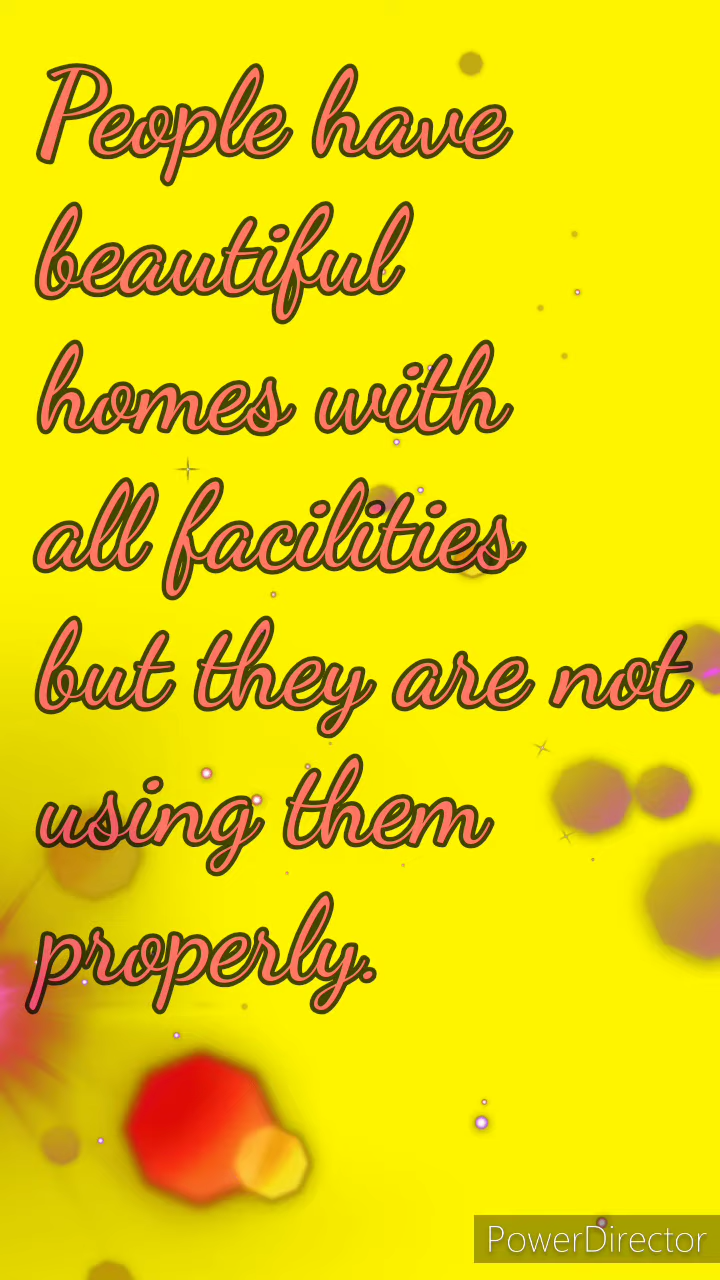 People have
beautiful
homes with
all facilities
but they are not
using them
properly.
PowerDirector